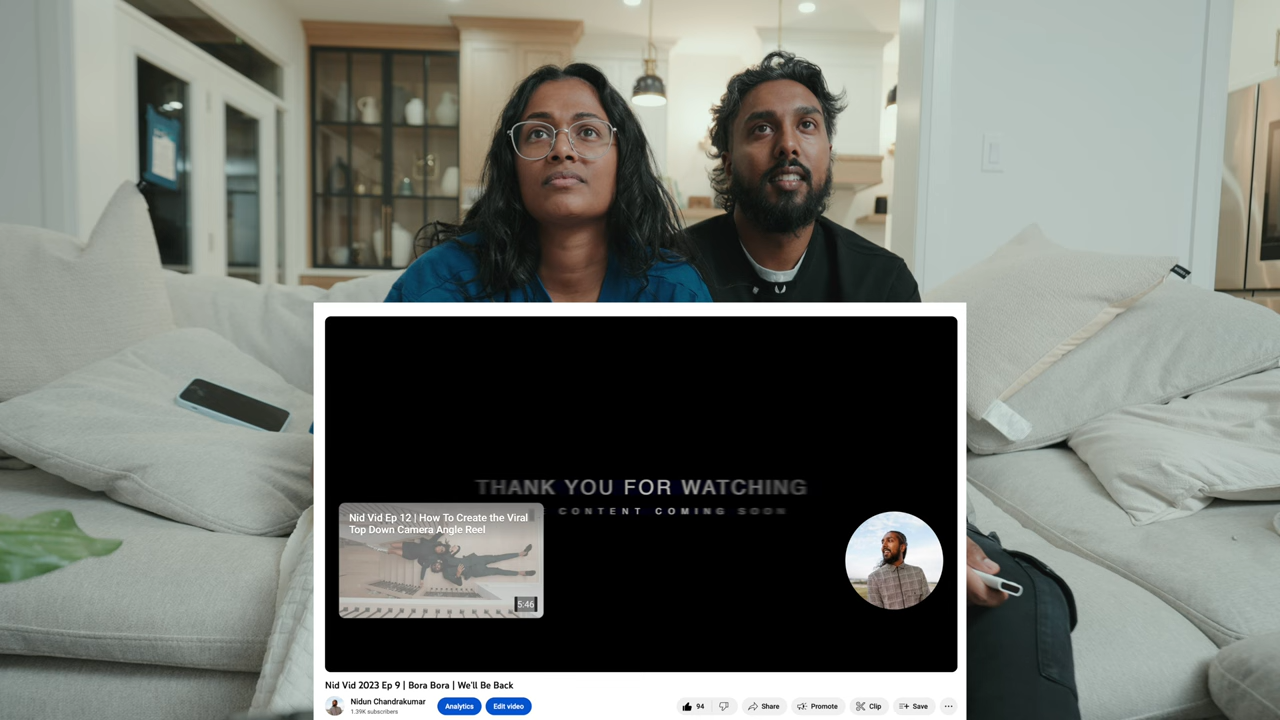 THANK YOU FOR WATCHING
CONTENT COMING SOON
Nid Vid Ep 12 | How To Create the Viral
Top Down Camera Angle Reel
5:46
Nid Vid 2023 Ep 9 | Bora Bora | We'll Be Back
Nidun Chandrakumar
1.39K subscribers
Analytics
Edit video
94
Share
Promote
Clip
Save